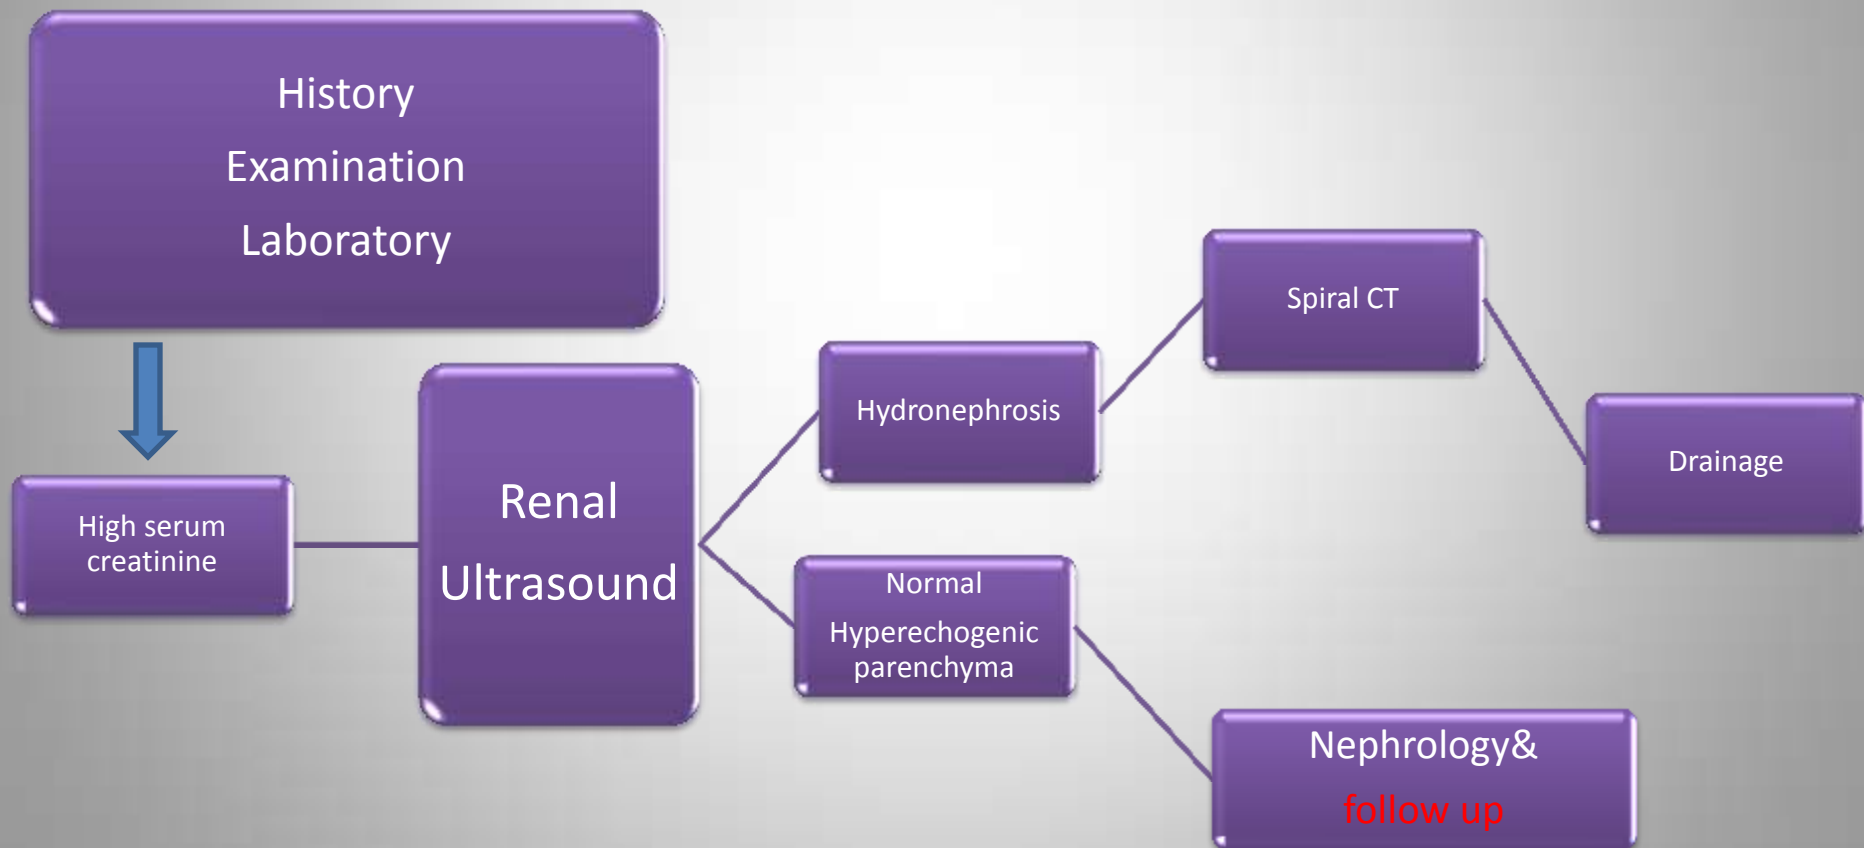 History
Examination
Laboratory
High serum
creatinine
Renal
Ultrasound
Hydronephrosis
Spiral CT
Drainage
Normal
Hyperechogenic
parenchyma
Nephrology&
follow up